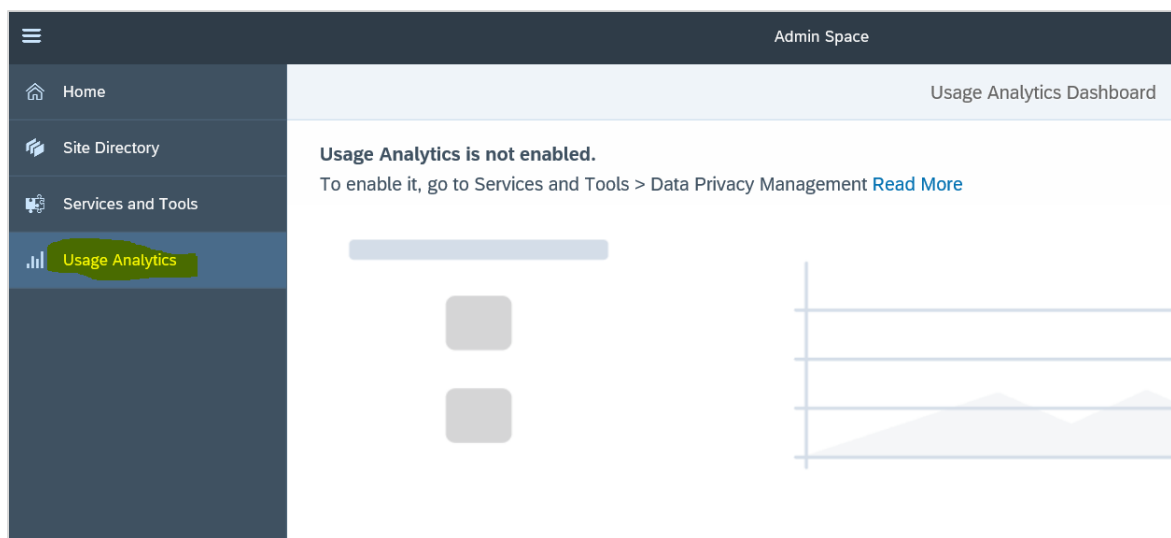 Admin Space
Home
Usage Analytics Dashboard
Site Directory
Usage Analytics is not enabled.
To enable it, go to Services and Tools > Data Privacy Management Read More
Services and Tools
Usage Analytics